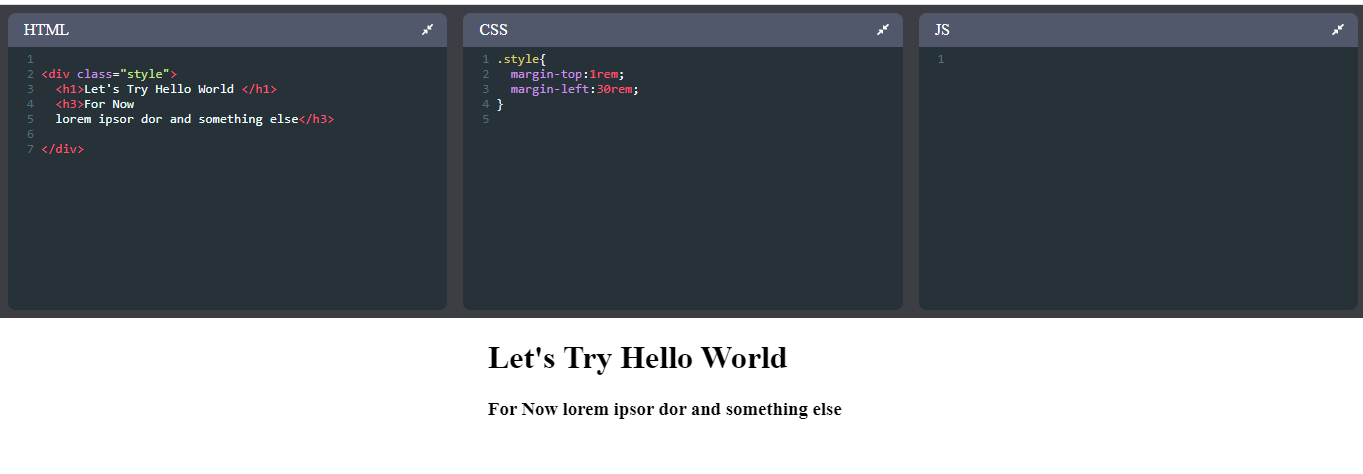 HTML
1
2 <div class="style">
3   <h1>Let's Try Hello World </h1>
4   <h3>For Now
5   lorem ipsor dor and something else</h3>
6
7 </div>
CSS
1 .style{
2   margin-top:1rem;
3   margin-left:30rem;
4 }
5
JS
1
Let's Try Hello World
For Now lorem ipsor dor and something else